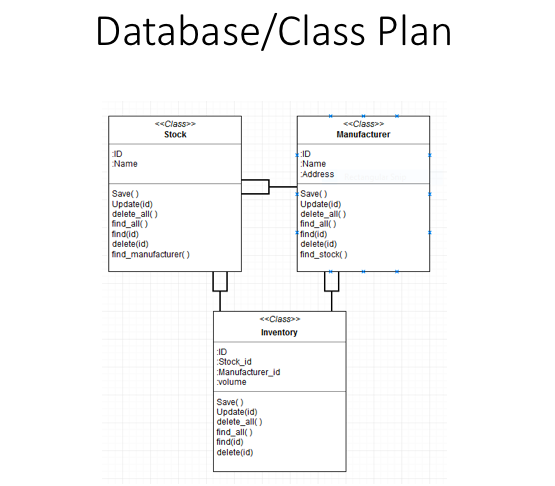 Database/Class Plan
<<Class>>
Stock
:ID
:Name
Save( )
Update(id)
delete_all( )
find_all( )
find(id)
delete(id)
find_manufacturer( )
<<Class>>
Manufacturer
:ID
:Name
:Address
Save( )
Update(id)
delete_all( )
find_all( )
find(id)
delete(id)
find_stock( )
<<Class>>
Inventory
:ID
:Stock_id
:Manufacturer_id
:volume
Save( )
Update(id)
delete_all( )
find_all( )
find(id)
delete(id)